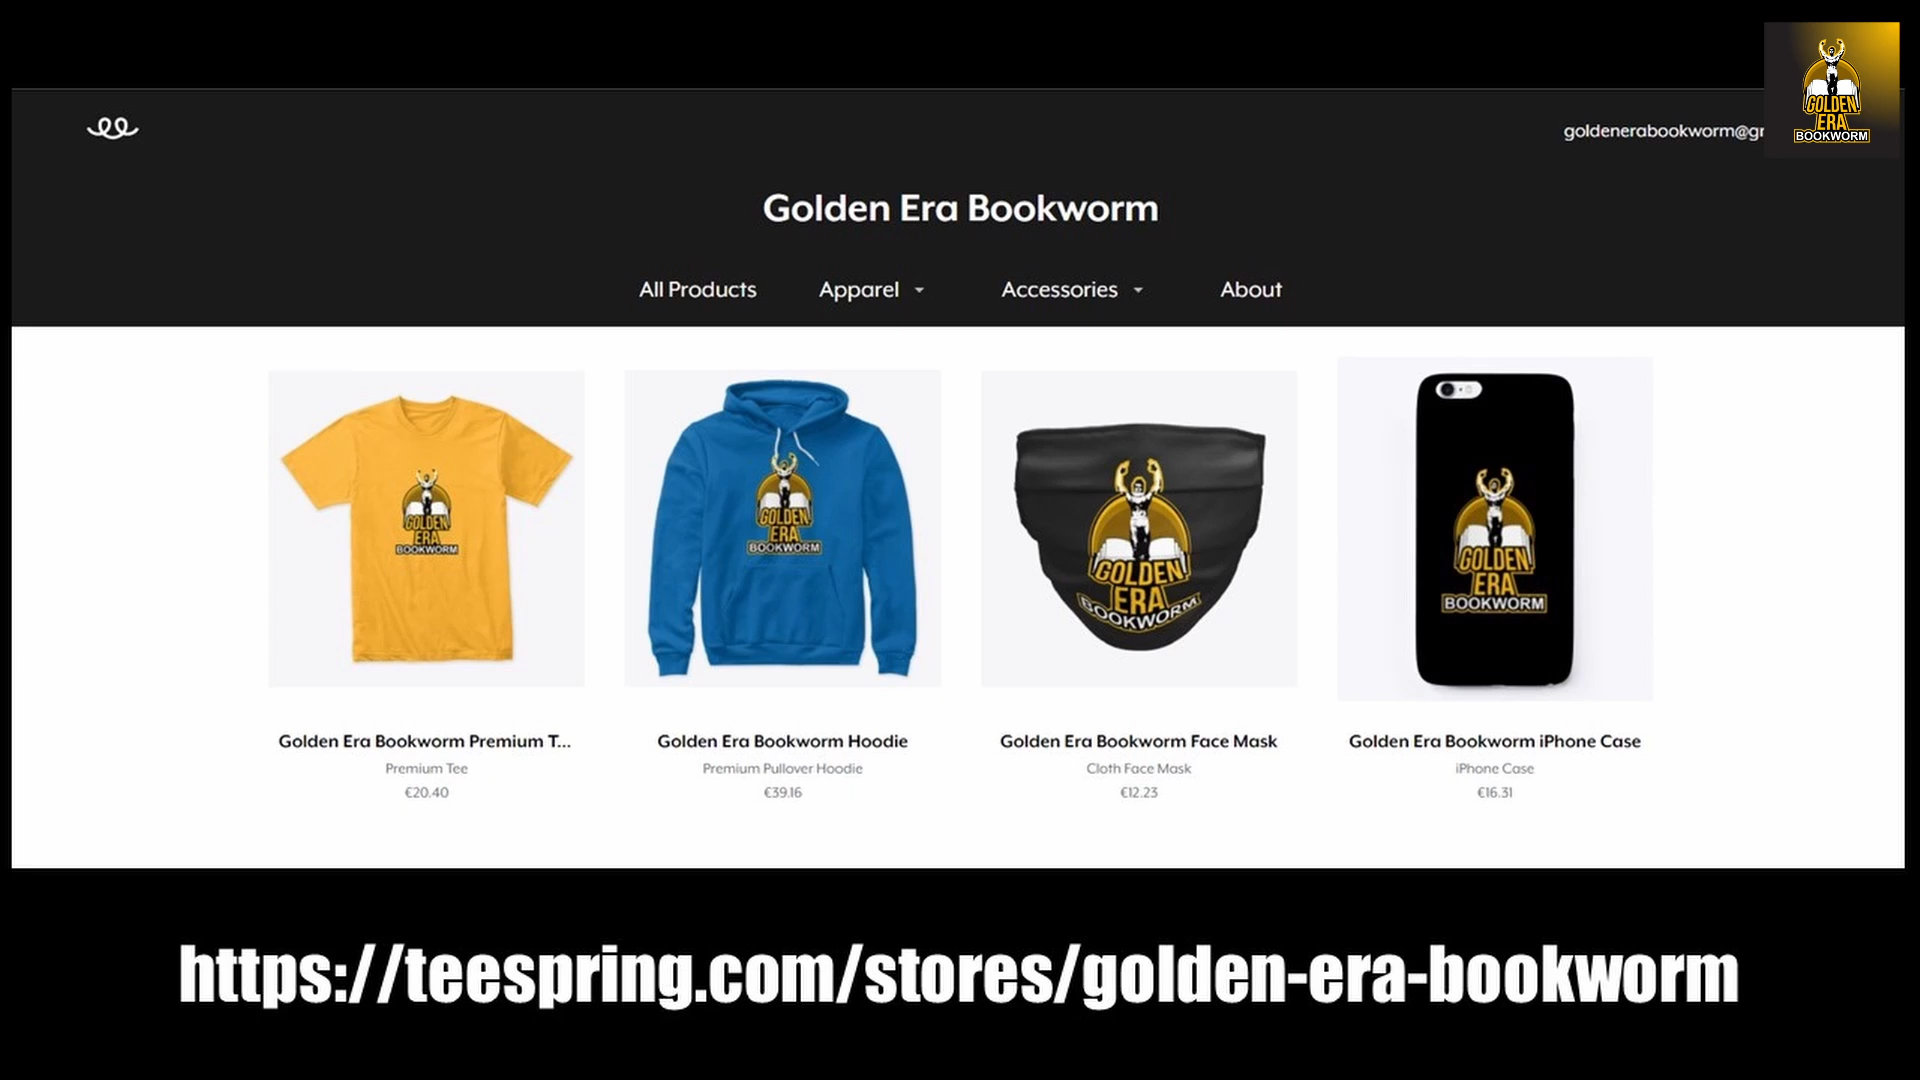 GOLDEN
ERA
BOOKWORM
goldenerabookworm@gr
Golden Era Bookworm
All Products Apparel Accessories About
GOLDEN
ERA
BOOKWORM
GOLDEN
ERA
BOOKWORM
GOLDEN
ERA
BOOKWORM
GOLDEN
ERA
BOOKWORM
Golden Era Bookworm Premium T...
Premium Tee
€20.40
Golden Era Bookworm Hoodie
Premium Pullover Hoodie
€39.16
Golden Era Bookworm Face Mask
Cloth Face Mask
€12.23
Golden Era Bookworm iPhone Case
iPhone Case
€16.31
https://teespring.com/stores/golden-era-bookworm